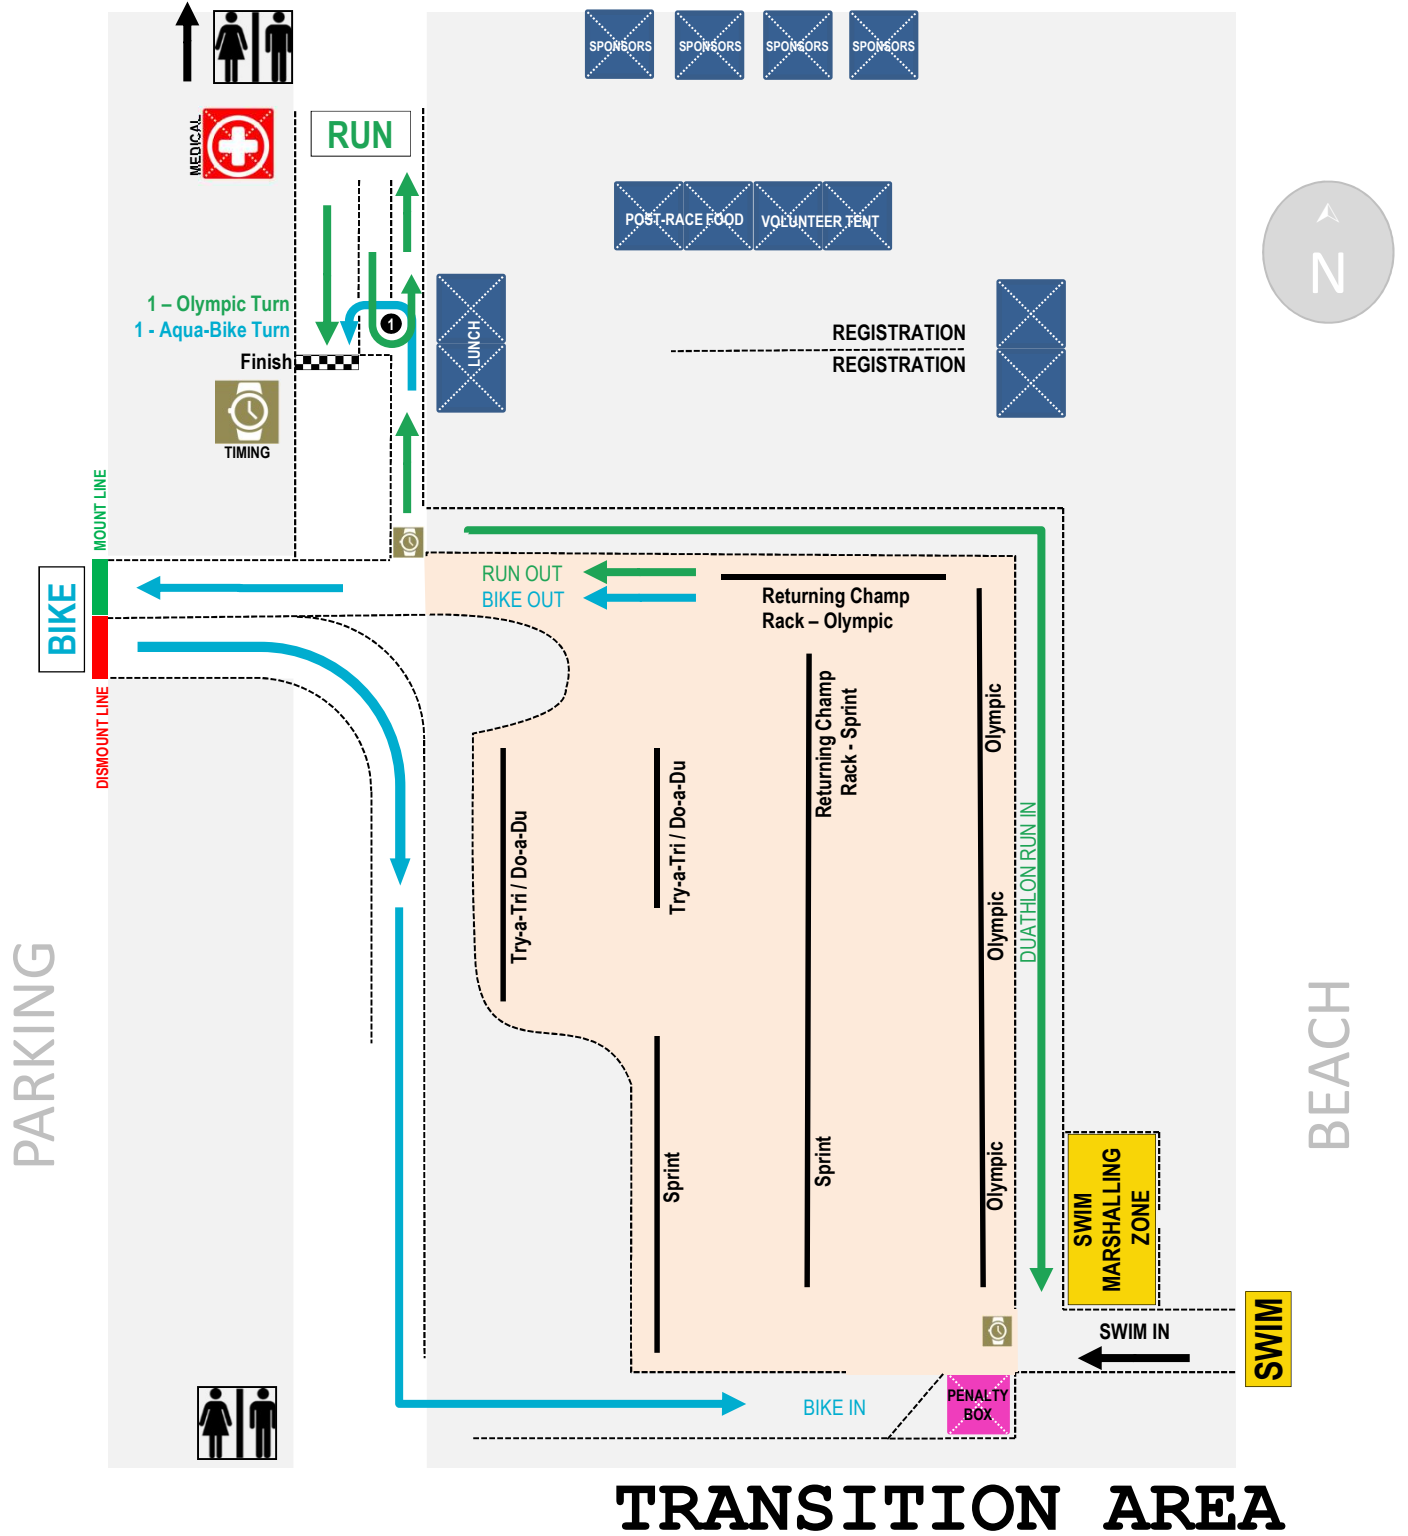 SPONSORS
SPONSORS
SPONSORS
SPONSORS
MEDICAL
RUN
POST-RACE FOOD
VOLUNTEER TENT
N
1 – Olympic Turn
1 - Aqua-Bike Turn
1
Finish
LUNCH
REGISTRATION
REGISTRATION
TIMING
MOUNT LINE
BIKE
DISMOUNT LINE
RUN OUT
BIKE OUT
Returning Champ
Rack – Olympic
Returning Champ
Rack - Sprint
Olympic
Try-a-Tri / Do-a-Du
Try-a-Tri / Do-a-Du
Olympic
DUATHLON RUN IN
PARKING
BEACH
Sprint
Sprint
Olympic
SWIM
MARSHALLING
ZONE
SWIM IN
SWIM
PENALTY
BOX
BIKE IN
TRANSITION AREA